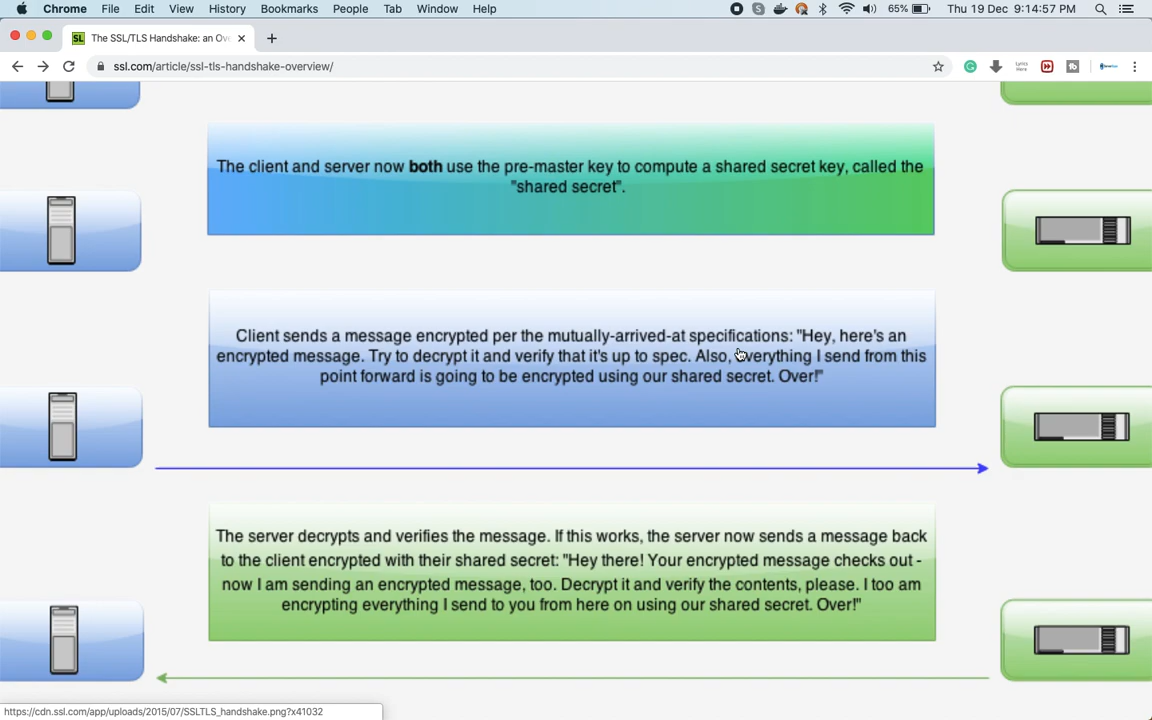 Chrome File Edit View History Bookmarks People Tab Window Help 65% Thu 19 Dec 9:14:57 PM
SL The SSL/TLS Handshake: an Ov
ssl.com/article/ssl-tls-handshake-overview/
The client and server now both use the pre-master key to compute a shared secret key, called the
"shared secret".
Client sends a message encrypted per the mutually-arrived-at specifications: "Hey, here's an
encrypted message. Try to decrypt it and verify that it's up to spec. Also, everything I send from this
point forward is going to be encrypted using our shared secret. Over!"
The server decrypts and verifies the message. If this works, the server now sends a message back
to the client encrypted with their shared secret: "Hey there! Your encrypted message checks out -
now I am sending an encrypted message, too. Decrypt it and verify the contents, please. I too am
encrypting everything I send to you from here on using our shared secret. Over!"
https://cdn.ssl.com/app/uploads/2015/07/SSLTLS_handshake.png?x41032